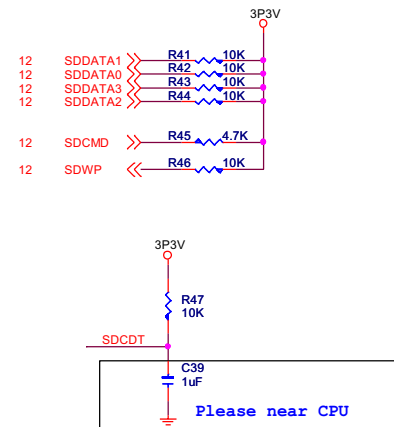 3P3V
12 SDDATA1 R41 10K
12 SDDATA0 R42 10K
12 SDDATA3 R43 10K
12 SDDATA2 R44 10K
12 SDCMD R45 4.7K
12 SDWP R46 10K
3P3V
R47
10K
SDCDT
C39
1uF
Please near CPU